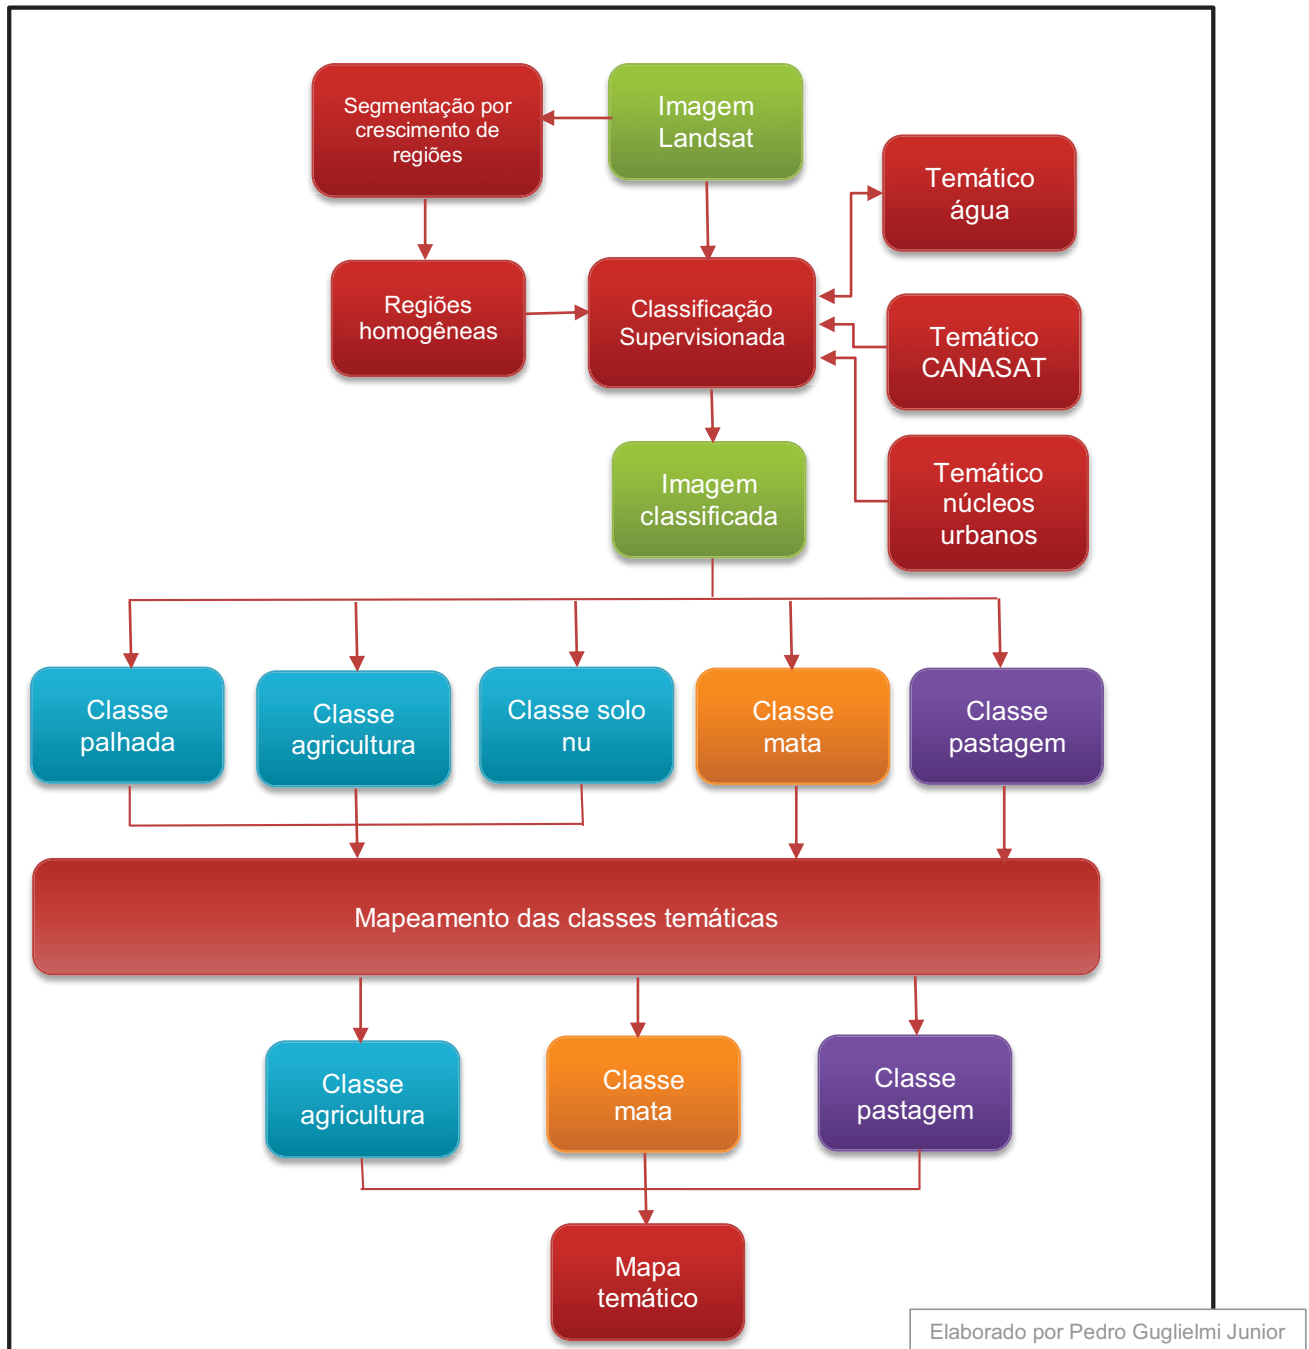 Segmentação por
crescimento de
regiões
Imagem
Landsat
Temático
água
Regiões
homogêneas
Classificação
Supervisionada
Temático
CANASAT
Imagem
classificada
Temático
núcleos
urbanos
Classe
palhada
Classe
agricultura
Classe solo
nu
Classe
mata
Classe
pastagem
Mapeamento das classes temáticas
Classe
agricultura
Classe
mata
Classe
pastagem
Mapa
temático
Elaborado por Pedro Guglielmi Junior